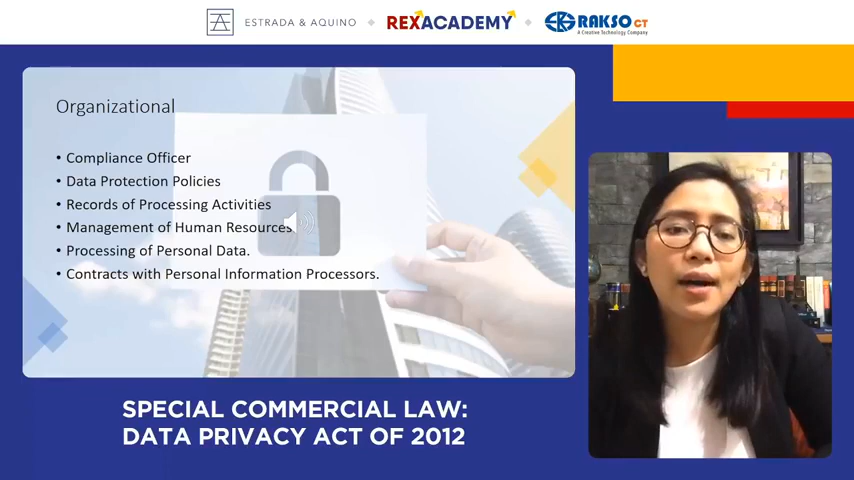 ESTRADA & AQUINO
REXACADEMY
RAKSO CT
A Creative Technology Company
Organizational
• Compliance Officer
• Data Protection Policies
• Records of Processing Activities
• Management of Human Resources
• Processing of Personal Data.
• Contracts with Personal Information Processors.
SPECIAL COMMERCIAL LAW:
DATA PRIVACY ACT OF 2012